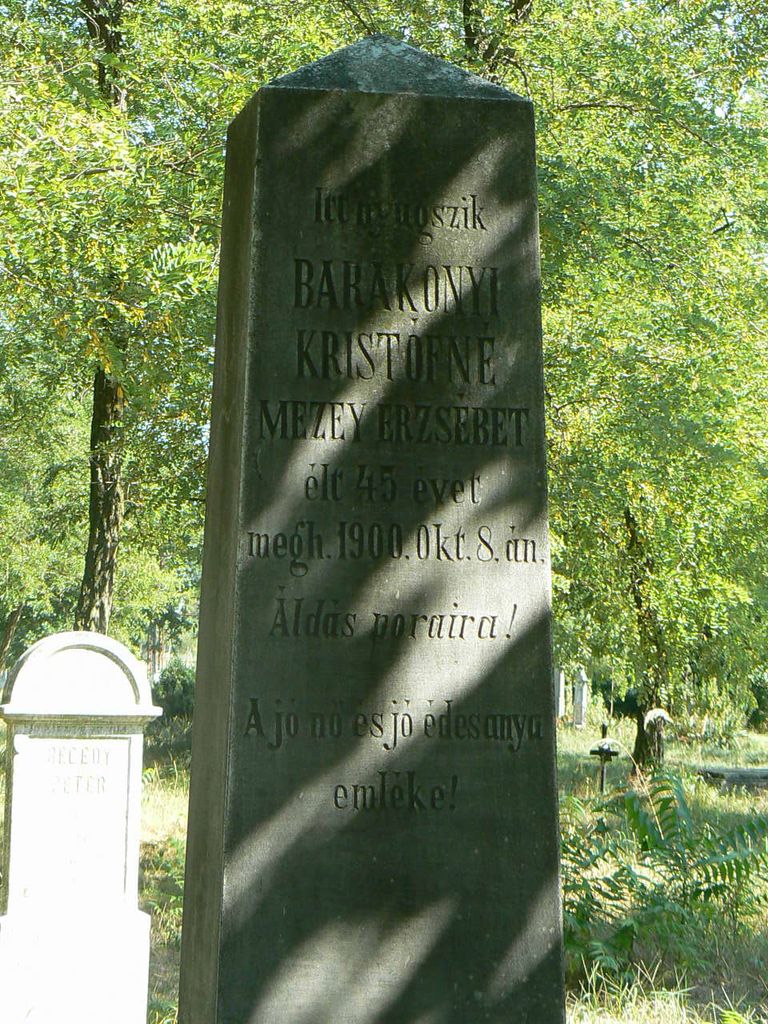 Itt nyugszik
BARAKONYI
KRISTÓFNÉ
MEZEY ERZSÉBET
élt 45 évet
megh. 1900. Okt. 8. án.
Áldás poraira!
A jó nő és jó édesanya
emléke!
PÉTER